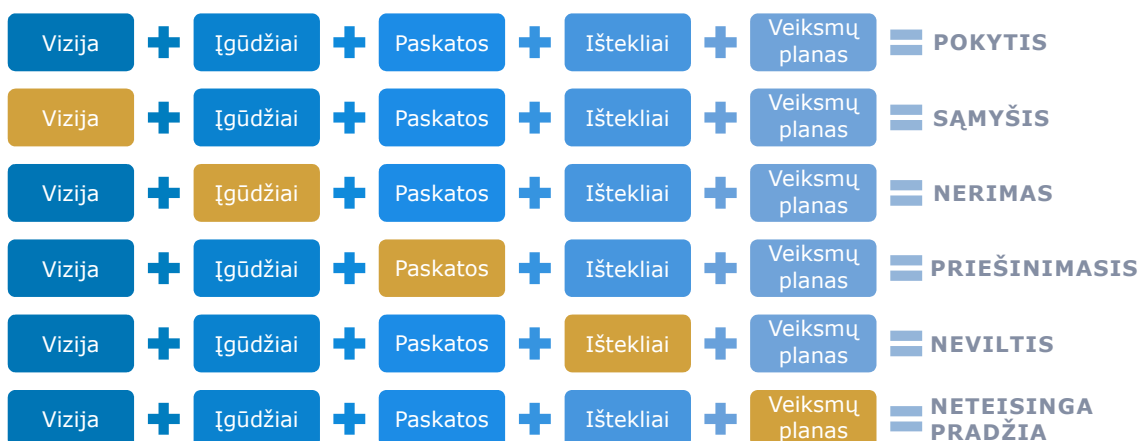 Vizija Įgūdžiai Paskatos Ištekliai Veiksmų planas POKYTIS
Vizija Įgūdžiai Paskatos Ištekliai Veiksmų planas SĄMYŠIS
Vizija Įgūdžiai Paskatos Ištekliai Veiksmų planas NERIMAS
Vizija Įgūdžiai Paskatos Ištekliai Veiksmų planas PRIEŠINIMASIS
Vizija Įgūdžiai Paskatos Ištekliai Veiksmų planas NEVILTIS
Vizija Įgūdžiai Paskatos Ištekliai Veiksmų planas NETEISINGA PRADŽIA